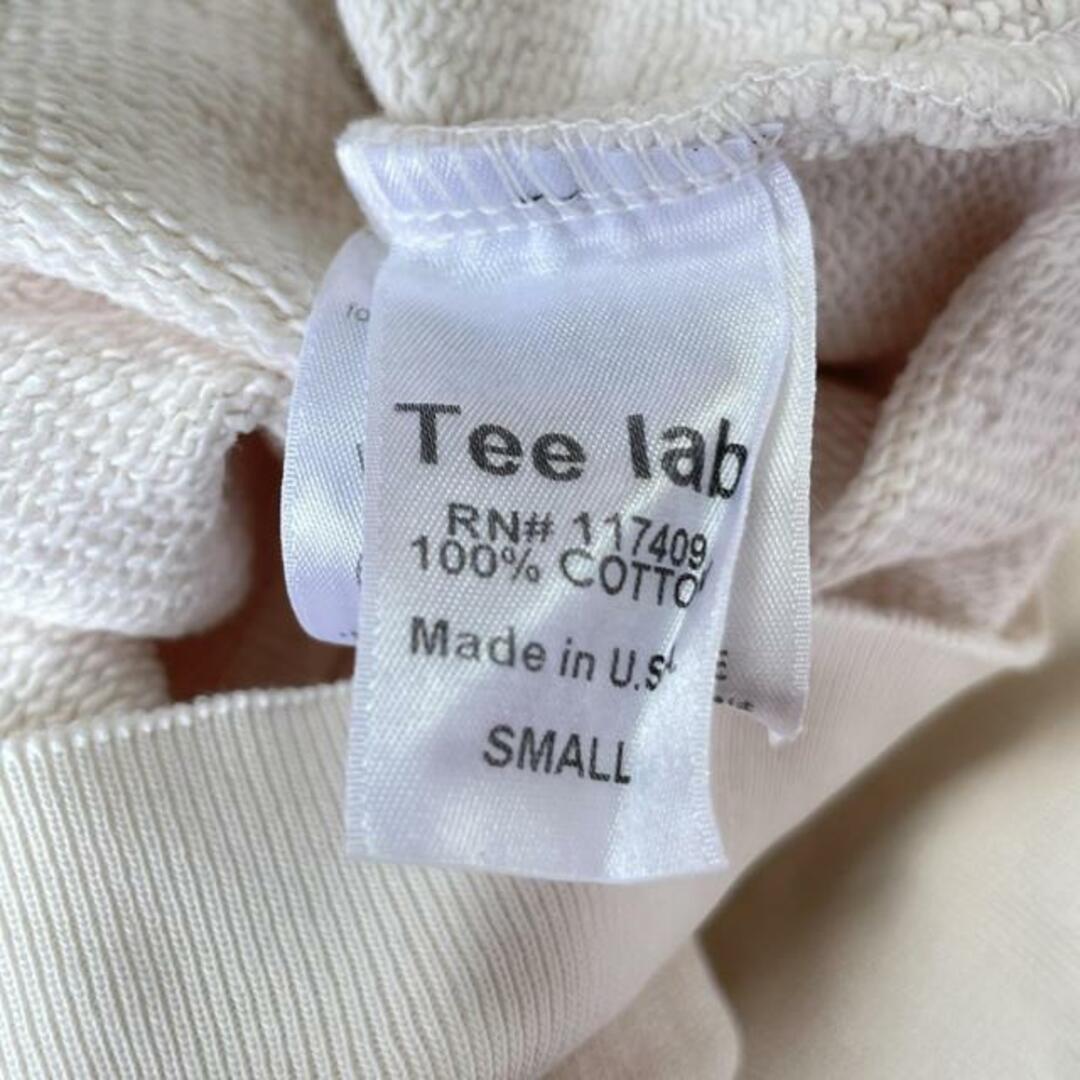 Tee lab
RN# 117409
100% COTTO
Made in U.S
SMALL